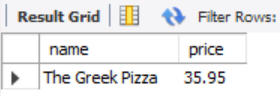 Result Grid Filter Rows:
name price
The Greek Pizza 35.95